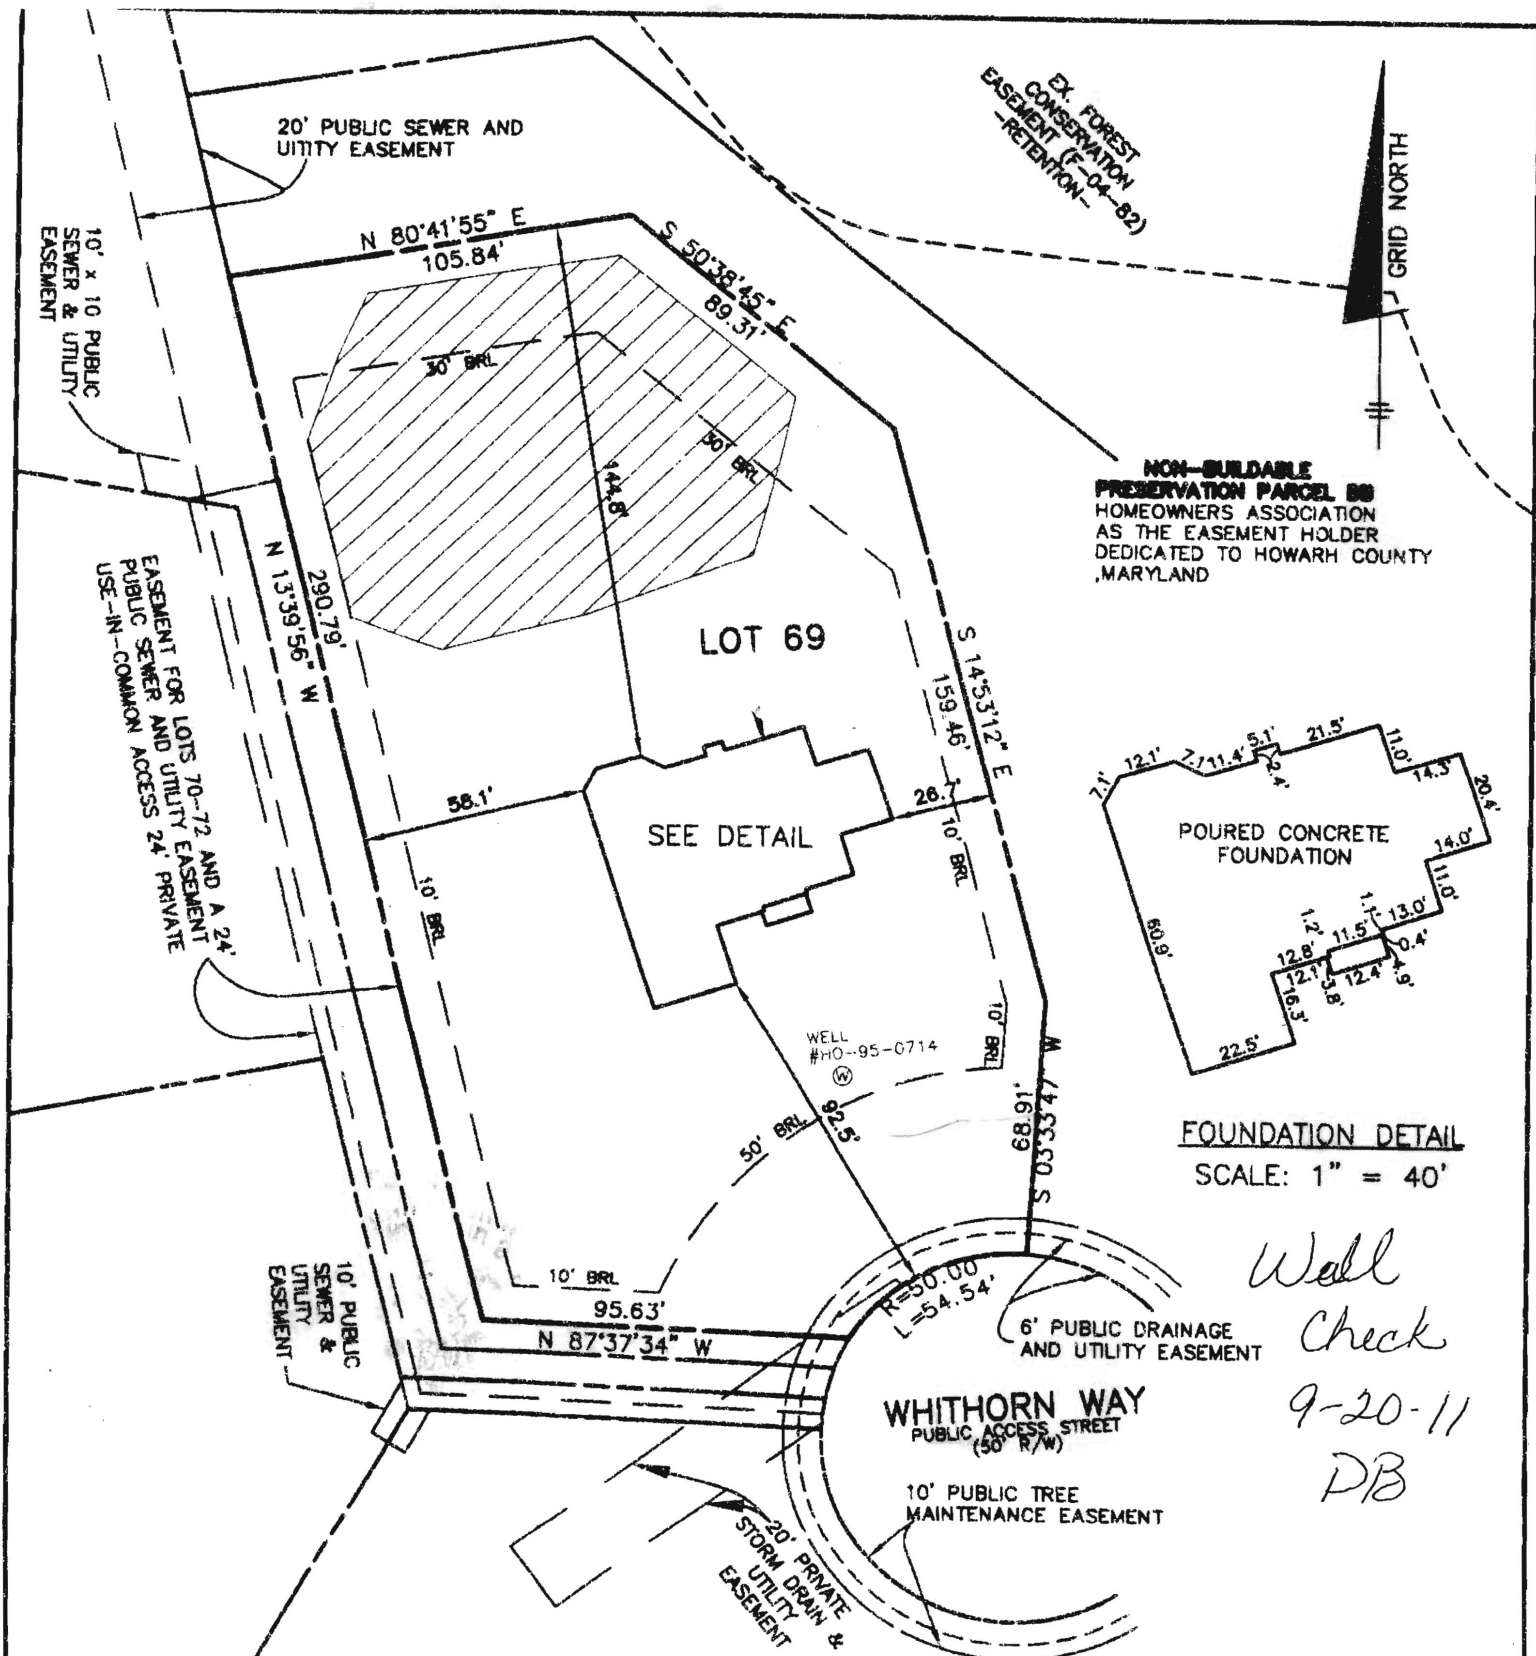 EX. FOREST
CONSERVATION
EASEMENT (F-04-82)
-RETENTION-
GRID NORTH
20' PUBLIC SEWER AND
UITITY EASEMENT
10' x 10 PUBLIC
SEWER & UTILITY
EASEMENT
N 80°41'55" E
105.84'
S 50°38'45" E
89.31'
30' BRL
30' BRL
144.8'
NON-BUILDABLE
PRESERVATION PARCEL BB
HOMEOWNERS ASSOCIATION
AS THE EASEMENT HOLDER
DEDICATED TO HOWARH COUNTY
,MARYLAND
290.79'
N 13°39'56" W
EASEMENT FOR LOTS 70-72 AND A 24'
PUBLIC SEWER AND UTILITY EASEMENT
USE-IN-COMMON ACCESS 24' PRIVATE
LOT 69
S 14°53'12" E
159.46'
58.1'
SEE DETAIL
26.7'
10' BRL
10' BRL
7.1'
12.1'
7.7'
11.4'
5.1'
2.4'
21.5'
11.0'
14.3'
20.4'
POURED CONCRETE
FOUNDATION
14.0'
11.0'
60.9'
1.2'
11.5'
1.1'
13.0'
0.4'
12.8'
12.1'
3.8'
12.4'
4.9'
16.3'
22.5'
WELL
#HO-95-0714
W
10' BRL
92.5'
50' BRL
68.91'
S 03°33'47" W
FOUNDATION DETAIL
SCALE: 1" = 40'
Well
Check
9-20-11
DB
10' PUBLIC
SEWER &
UTILITY
EASEMENT
10' BRL
95.63'
N 87°37'34" W
R=50.00
L=54.54'
6' PUBLIC DRAINAGE
AND UTILITY EASEMENT
WHITHORN WAY
PUBLIC ACCESS STREET
(50' R/W)
10' PUBLIC TREE
MAINTENANCE EASEMENT
20' PRIVATE
STORM DRAIN &
UTILITY
EASEMENT